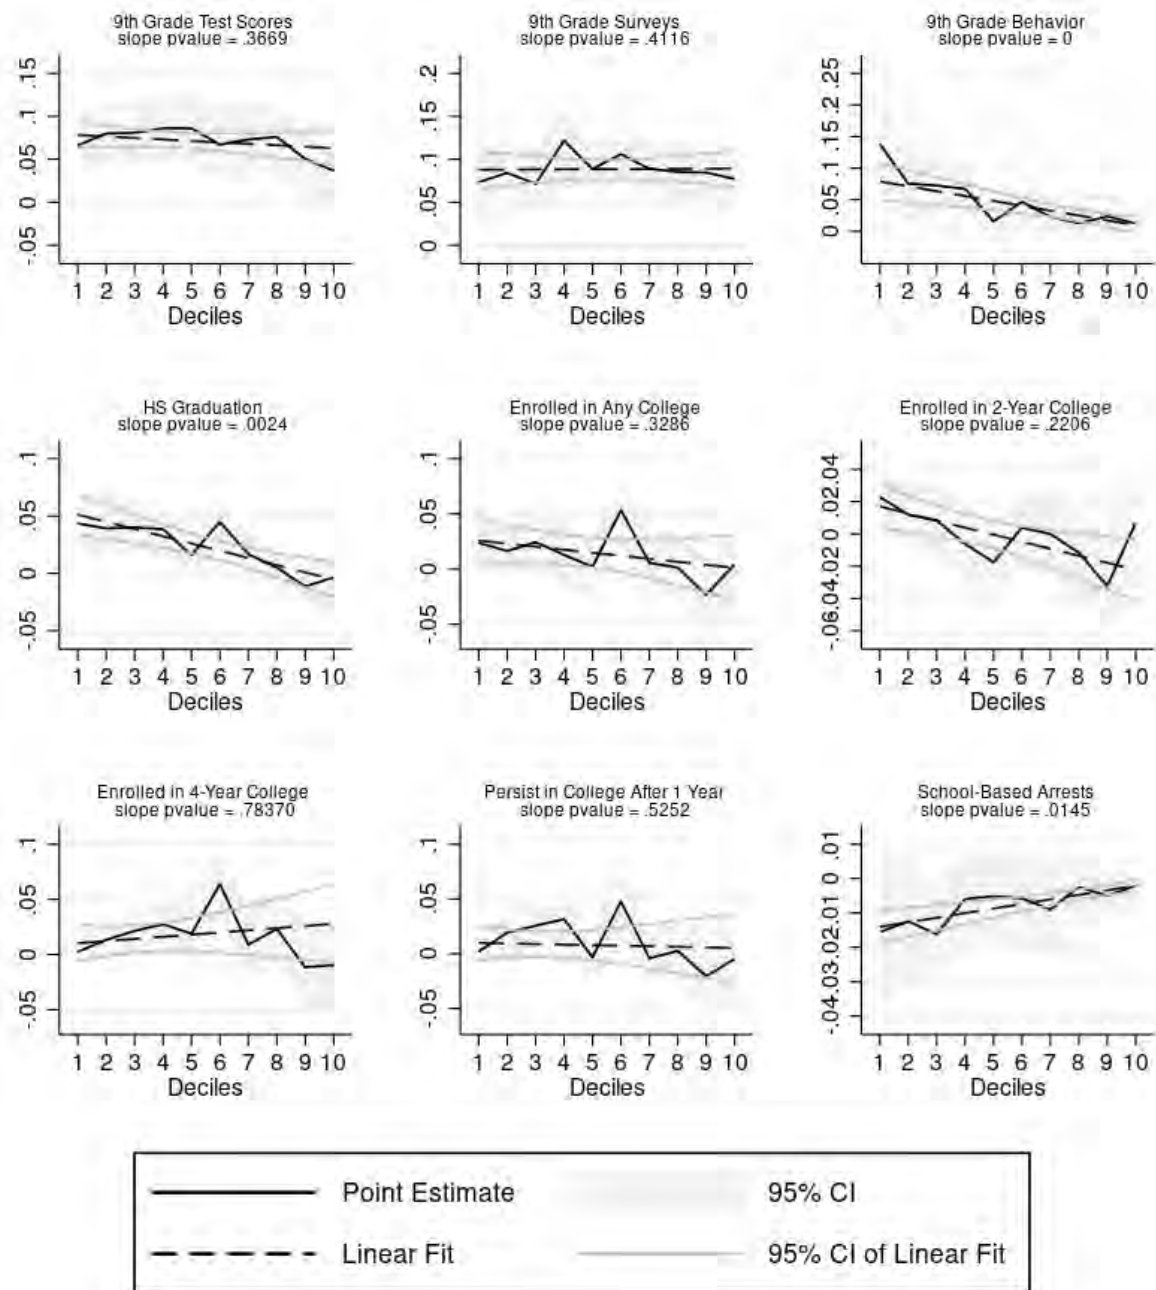 9th Grade Test Scores
slope pvalue = .3669
.15
.1
.05
0
-.05
1 2 3 4 5 6 7 8 9 10
Deciles
9th Grade Surveys
slope pvalue = .4116
.2
.15
.1
.05
0
1 2 3 4 5 6 7 8 9 10
Deciles
9th Grade Behavior
slope pvalue = 0
.25
.2
.15
.1
.05
0
1 2 3 4 5 6 7 8 9 10
Deciles
HS Graduation
slope pvalue = .0024
.1
.05
0
-.05
1 2 3 4 5 6 7 8 9 10
Deciles
Enrolled in Any College
slope pvalue = .3286
.1
.05
0
-.05
1 2 3 4 5 6 7 8 9 10
Deciles
Enrolled in 2-Year College
slope pvalue = .2206
-.06.04.02 0 .02.04
1 2 3 4 5 6 7 8 9 10
Deciles
Enrolled in 4-Year College
slope pvalue = .78370
.1
.05
0
-.05
1 2 3 4 5 6 7 8 9 10
Deciles
Persist in College After 1 Year
slope pvalue = .5252
.1
.05
0
-.05
1 2 3 4 5 6 7 8 9 10
Deciles
School-Based Arrests
slope pvalue = .0145
-.04.03.02.01 0 .01
1 2 3 4 5 6 7 8 9 10
Deciles
Point Estimate
95% CI
Linear Fit
95% CI of Linear Fit